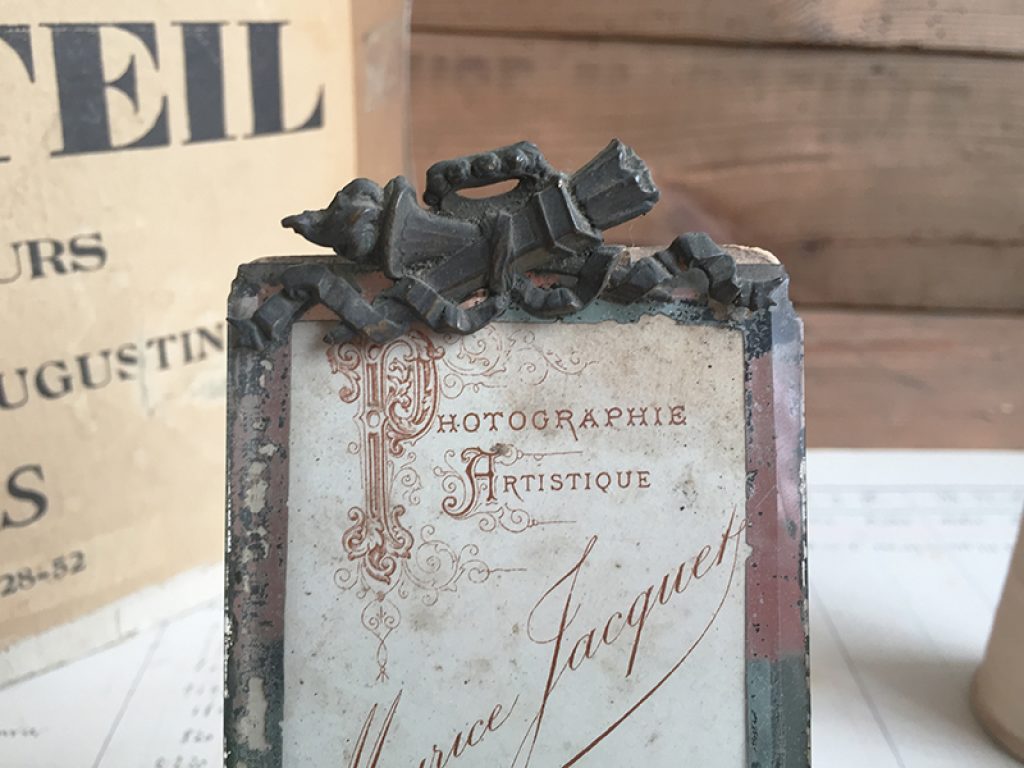 TEIL
URS
UGUSTIN
S
28-52
PHOTOGRAPHIE
ARTISTIQUE
Maurice Jacquet